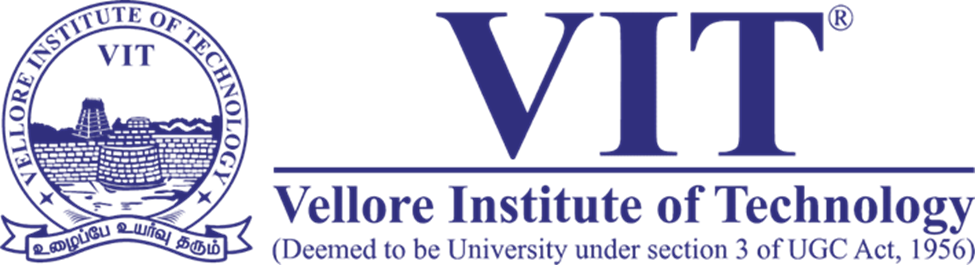 VELLORE INSTITUTE OF TECHNOLOGY
VIT
உழைப்பே உயர்வு தரும்
VIT®
Vellore Institute of Technology
(Deemed to be University under section 3 of UGC Act, 1956)